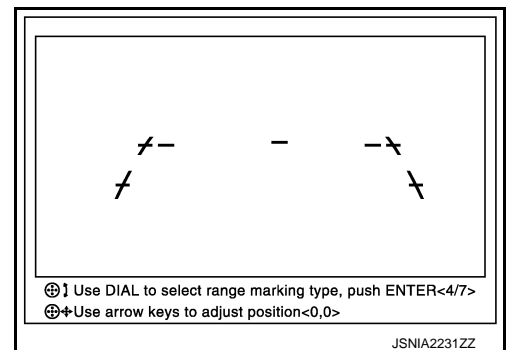 Use DIAL to select range marking type, push ENTER<4/7>
Use arrow keys to adjust position<0,0>
JSNIA2231ZZ